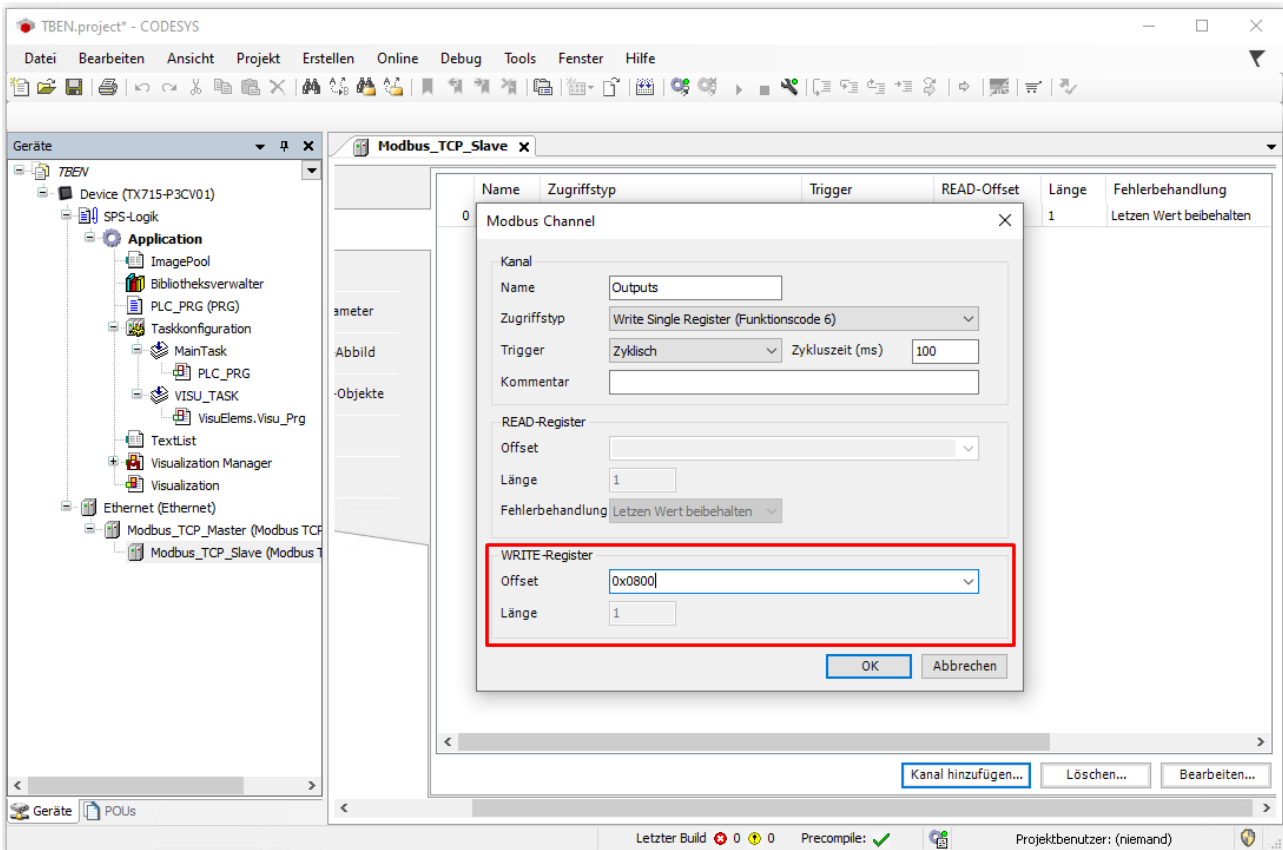 TBEN.project* - CODESYS
Datei Bearbeiten Ansicht Projekt Erstellen Online Debug Tools Fenster Hilfe
Geräte
TBEN
Device (TX715-P3CV01)
SPS-Logik
Application
ImagePool
Bibliotheksverwalter
PLC_PRG (PRG)
Taskkonfiguration
MainTask
PLC_PRG
VISU_TASK
VisuElems.Visu_Prg
TextList
Visualization Manager
Visualization
Ethernet (Ethernet)
Modbus_TCP_Master (Modbus TCP
Modbus_TCP_Slave (Modbus T
Geräte POUs
Modbus_TCP_Slave
ameter
Abbild
-Objekte
Name Zugriffstyp Trigger READ-Offset Länge Fehlerbehandlung
0 1 Letzen Wert beibehalten
Modbus Channel
Kanal
Name Outputs
Zugriffstyp Write Single Register (Funktionscode 6)
Trigger Zyklisch Zykluszeit (ms) 100
Kommentar
READ-Register
Offset
Länge 1
Fehlerbehandlung Letzen Wert beibehalten
WRITE-Register
Offset 0x0800
Länge 1
OK Abbrechen
Kanal hinzufügen... Löschen... Bearbeiten...
Letzter Build 0 0 Precompile: Projektbenutzer: (niemand)